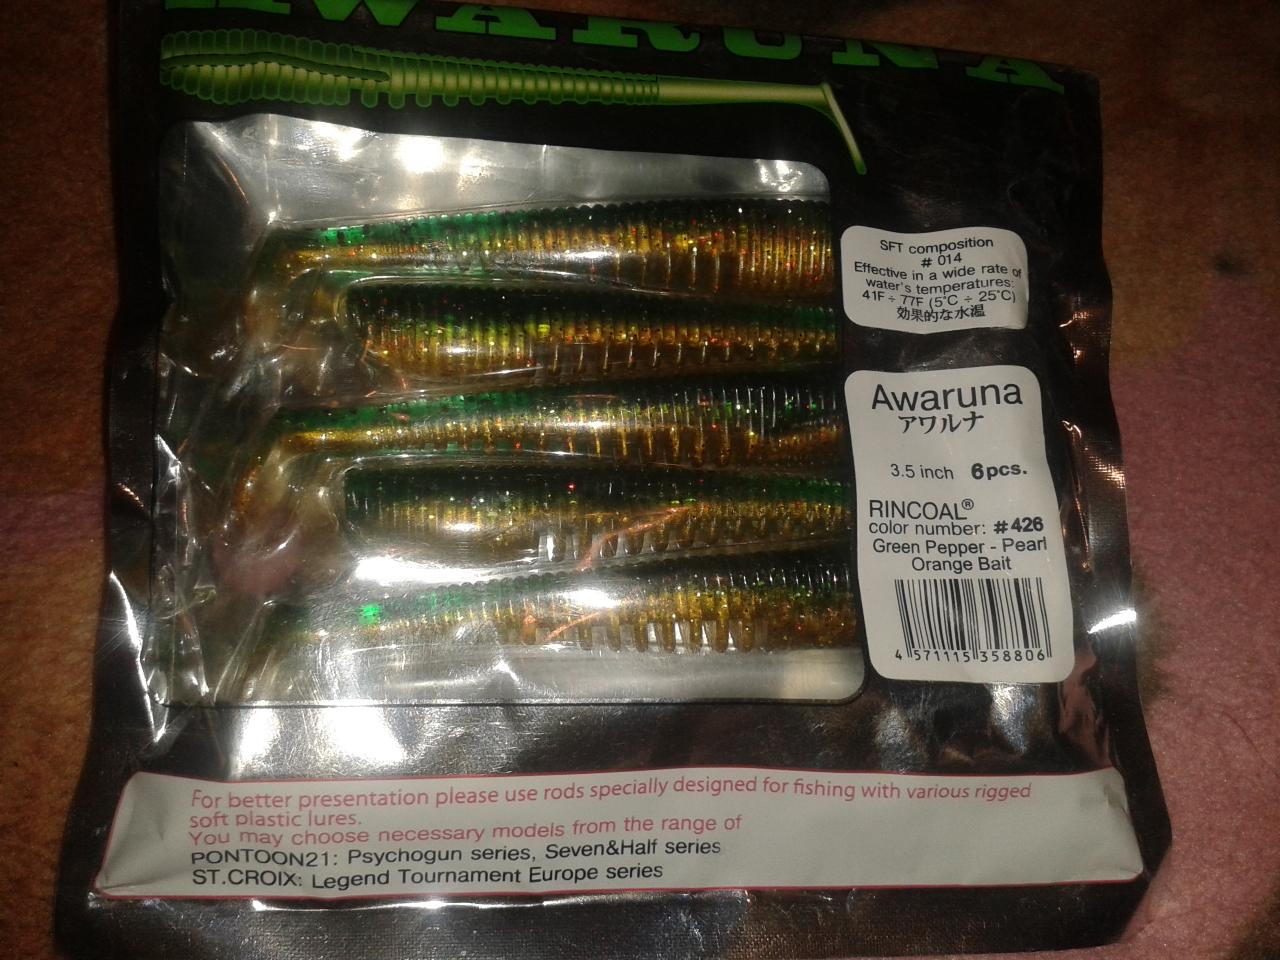 AWARUNA
SFT composition
# 014
Effective in a wide rate of
water's temperatures:
41F ÷ 77F (5°C ÷ 25°C)
効果的な水温
Awaruna
アワルナ
3.5 inch 6pcs.
RINCOAL®
color number: #426
Green Pepper - Pearl
Orange Bait
4 571115 358806
For better presentation please use rods specially designed for fishing with various rigged
soft plastic lures.
You may choose necessary models from the range of
PONTOON21: Psychogun series, Seven&Half series
ST.CROIX: Legend Tournament Europe series